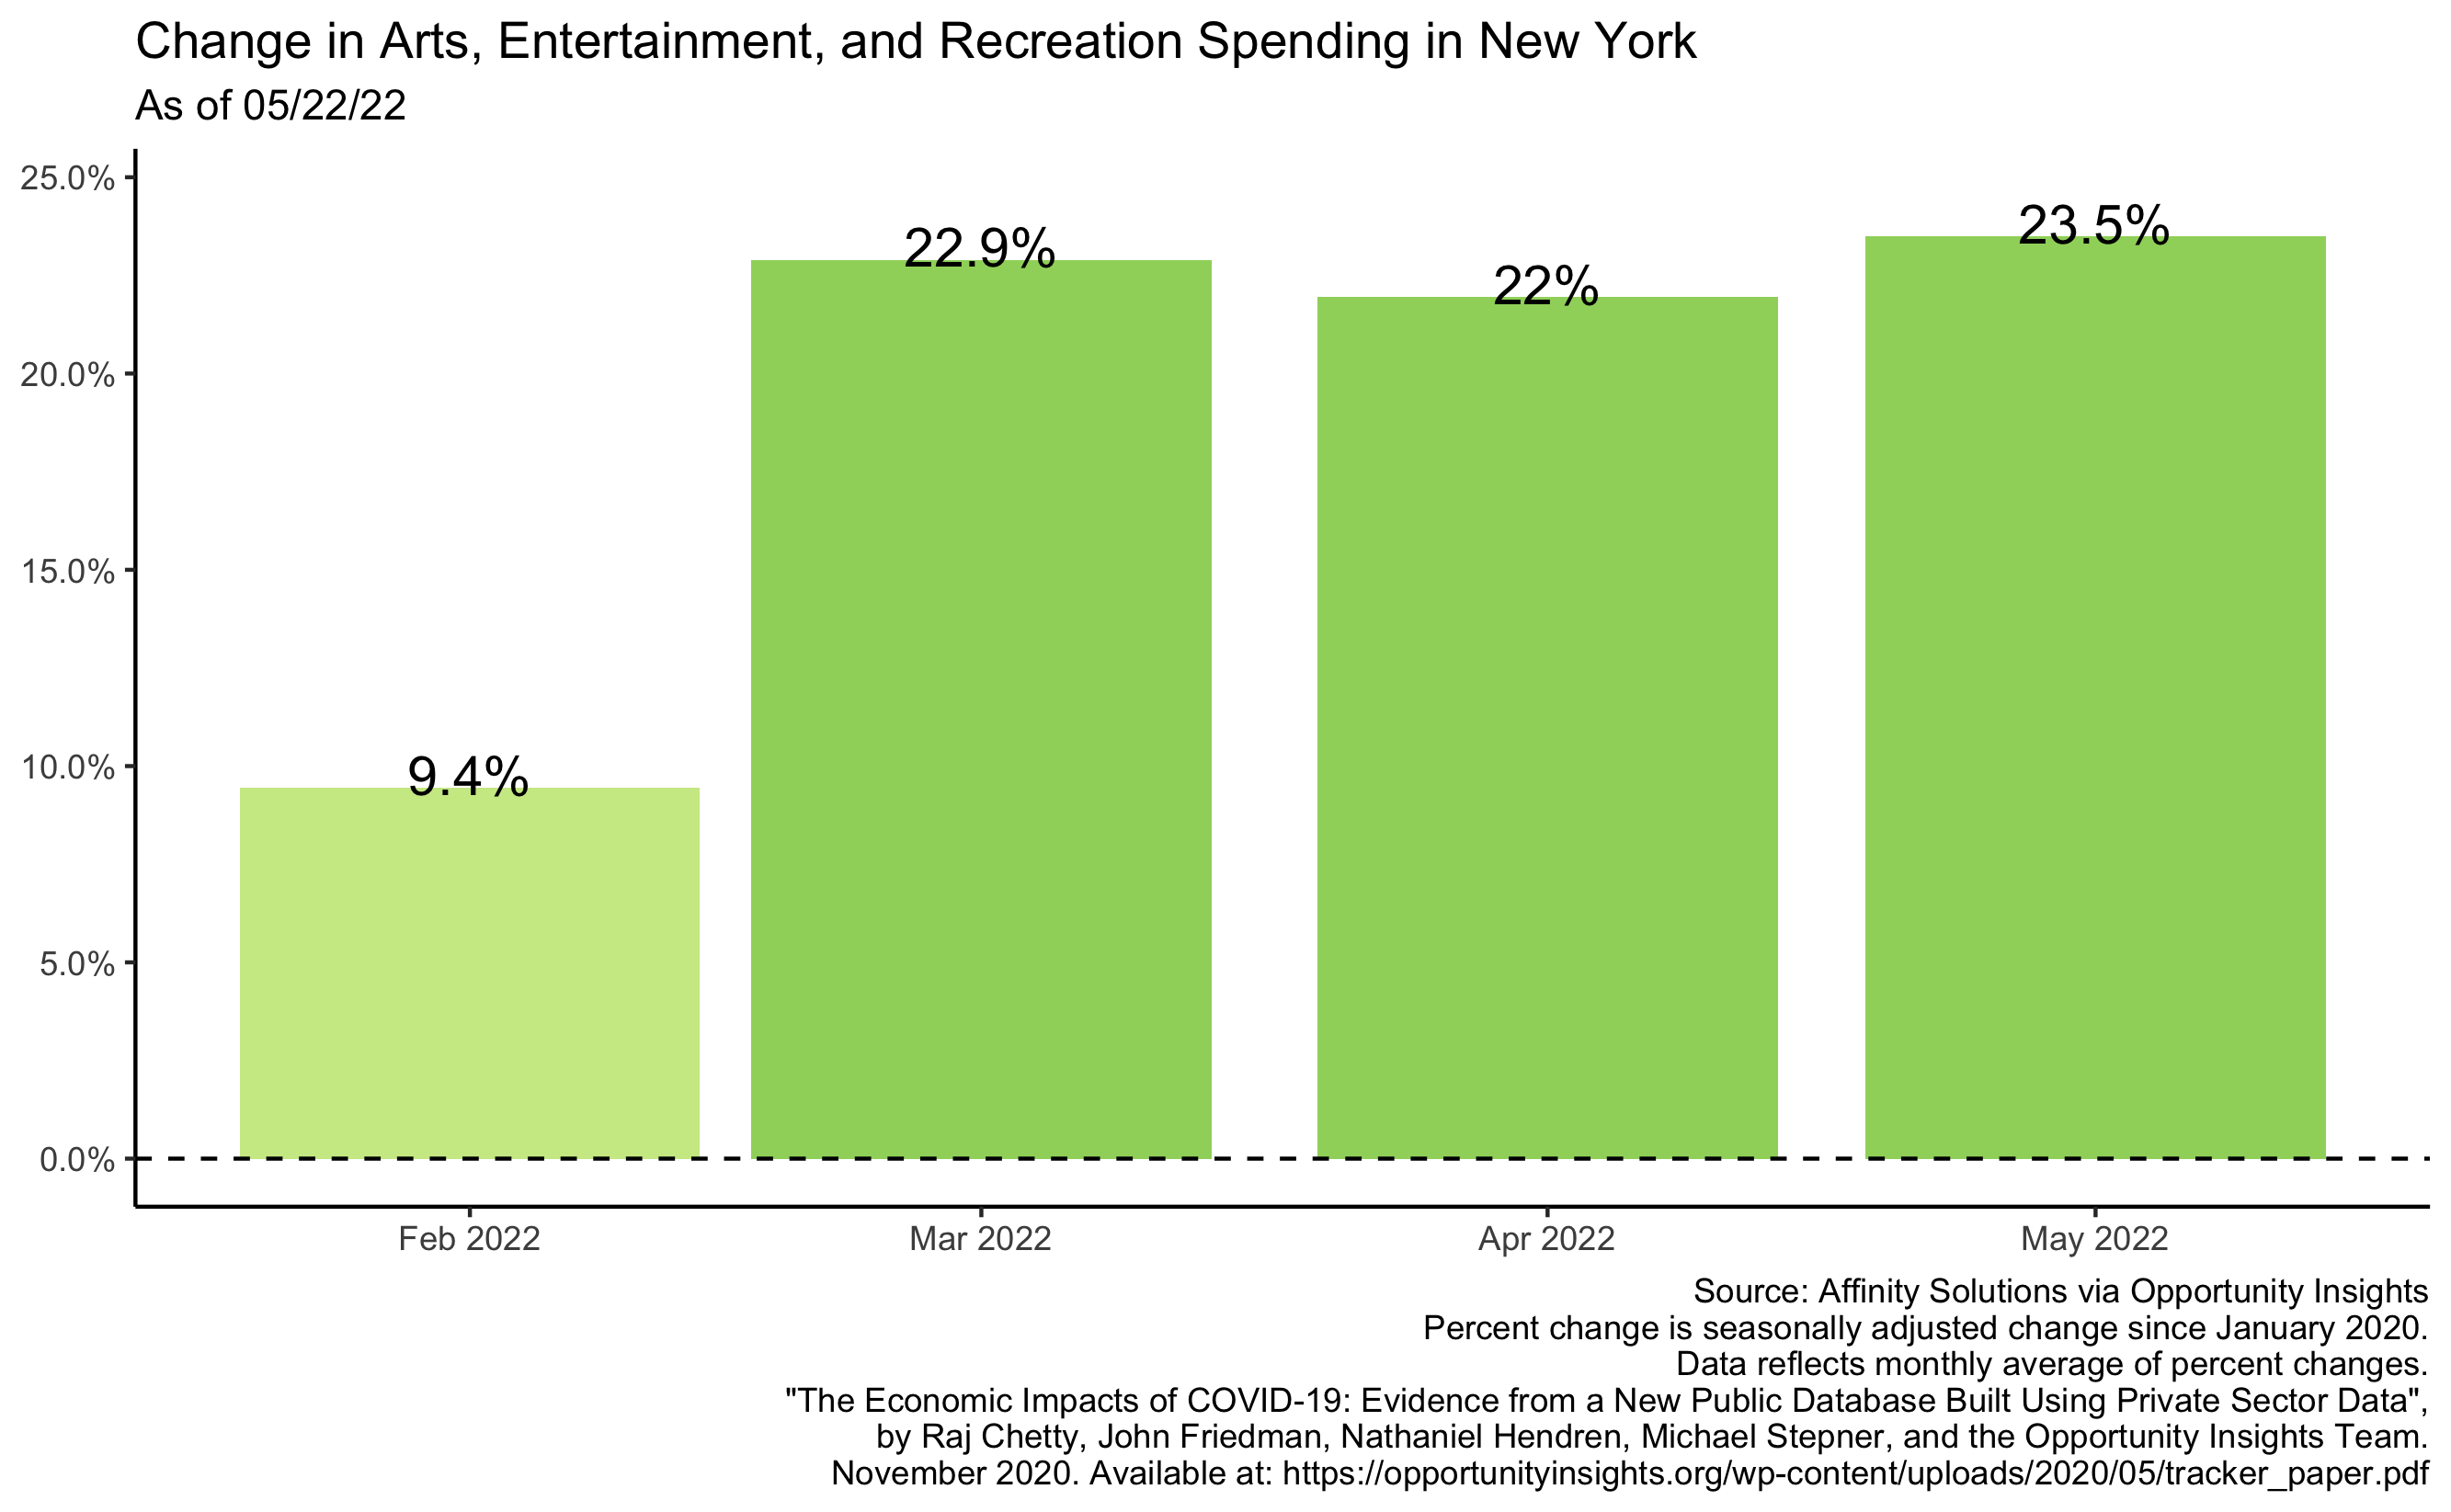 Change in Arts, Entertainment, and Recreation Spending in New York
As of 05/22/22
25.0%
20.0%
15.0%
10.0%
5.0%
0.0%
9.4%
22.9%
22%
23.5%
Feb 2022
Mar 2022
Apr 2022
May 2022
Source: Affinity Solutions via Opportunity Insights
Percent change is seasonally adjusted change since January 2020.
Data reflects monthly average of percent changes.
"The Economic Impacts of COVID-19: Evidence from a New Public Database Built Using Private Sector Data",
by Raj Chetty, John Friedman, Nathaniel Hendren, Michael Stepner, and the Opportunity Insights Team.
November 2020. Available at: https://opportunityinsights.org/wp-content/uploads/2020/05/tracker_paper.pdf